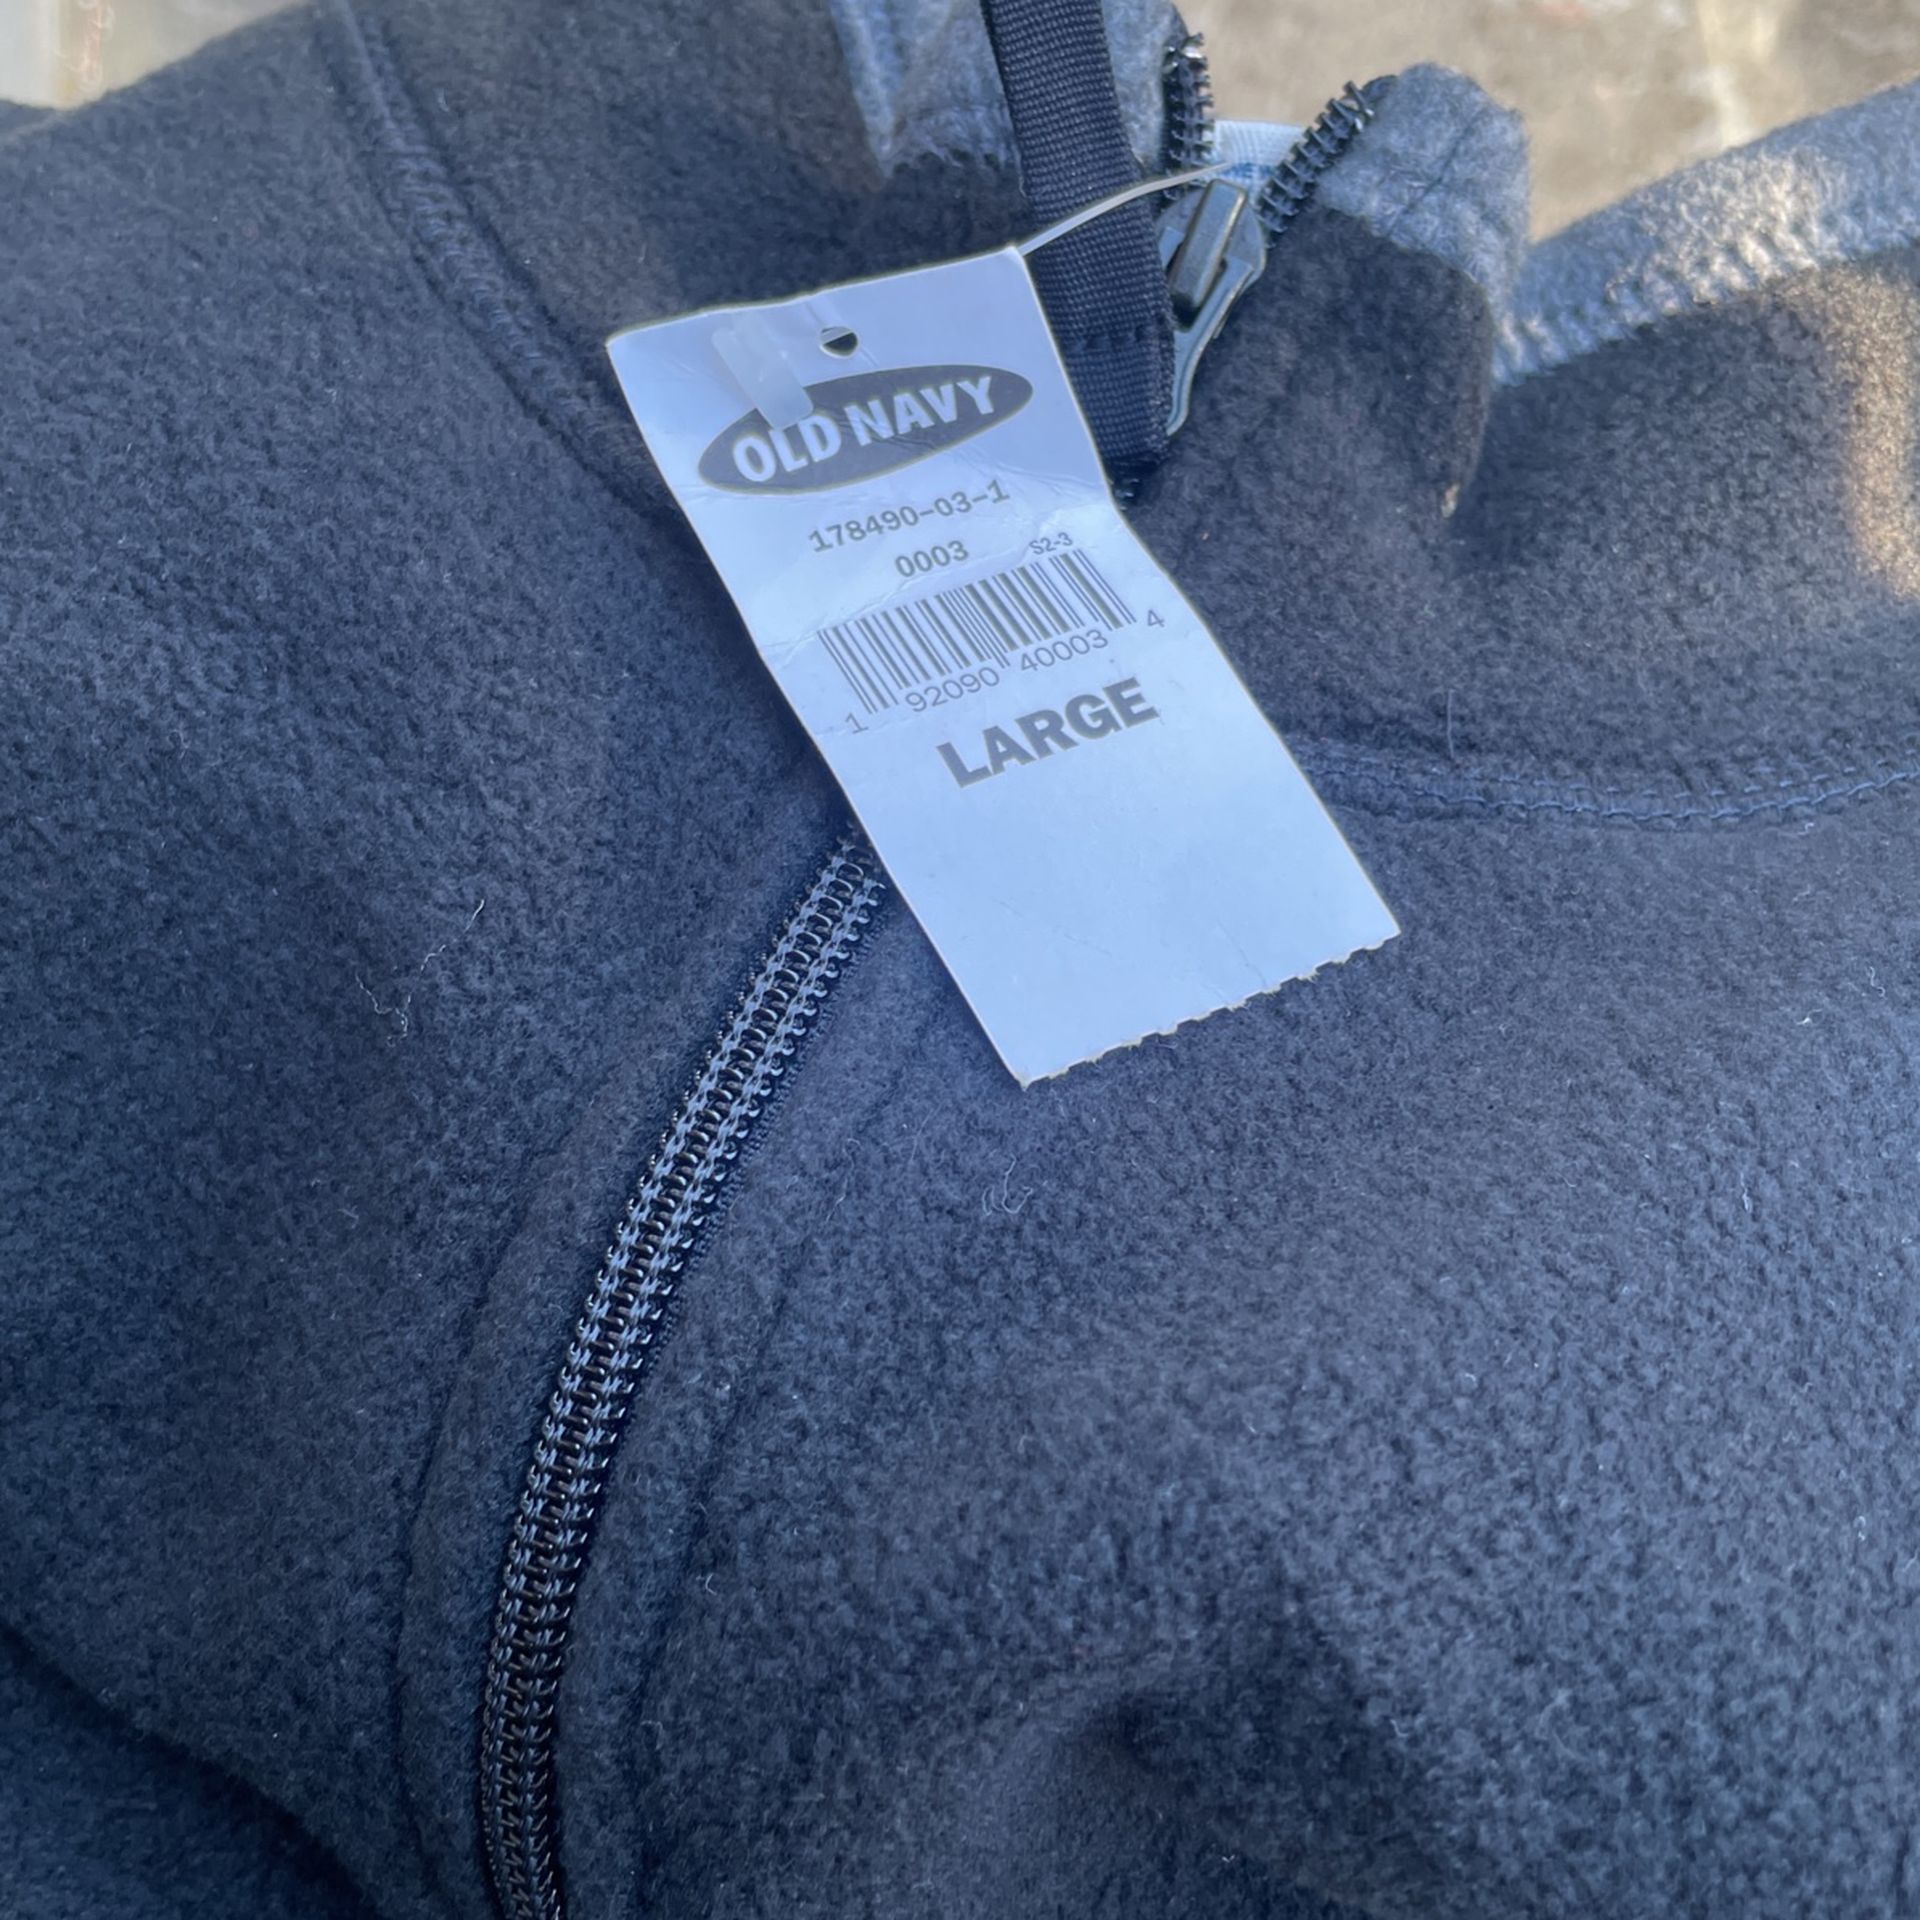 OLD NAVY
178490-03-1
0003 S2-3
1 92090 40003 4
LARGE